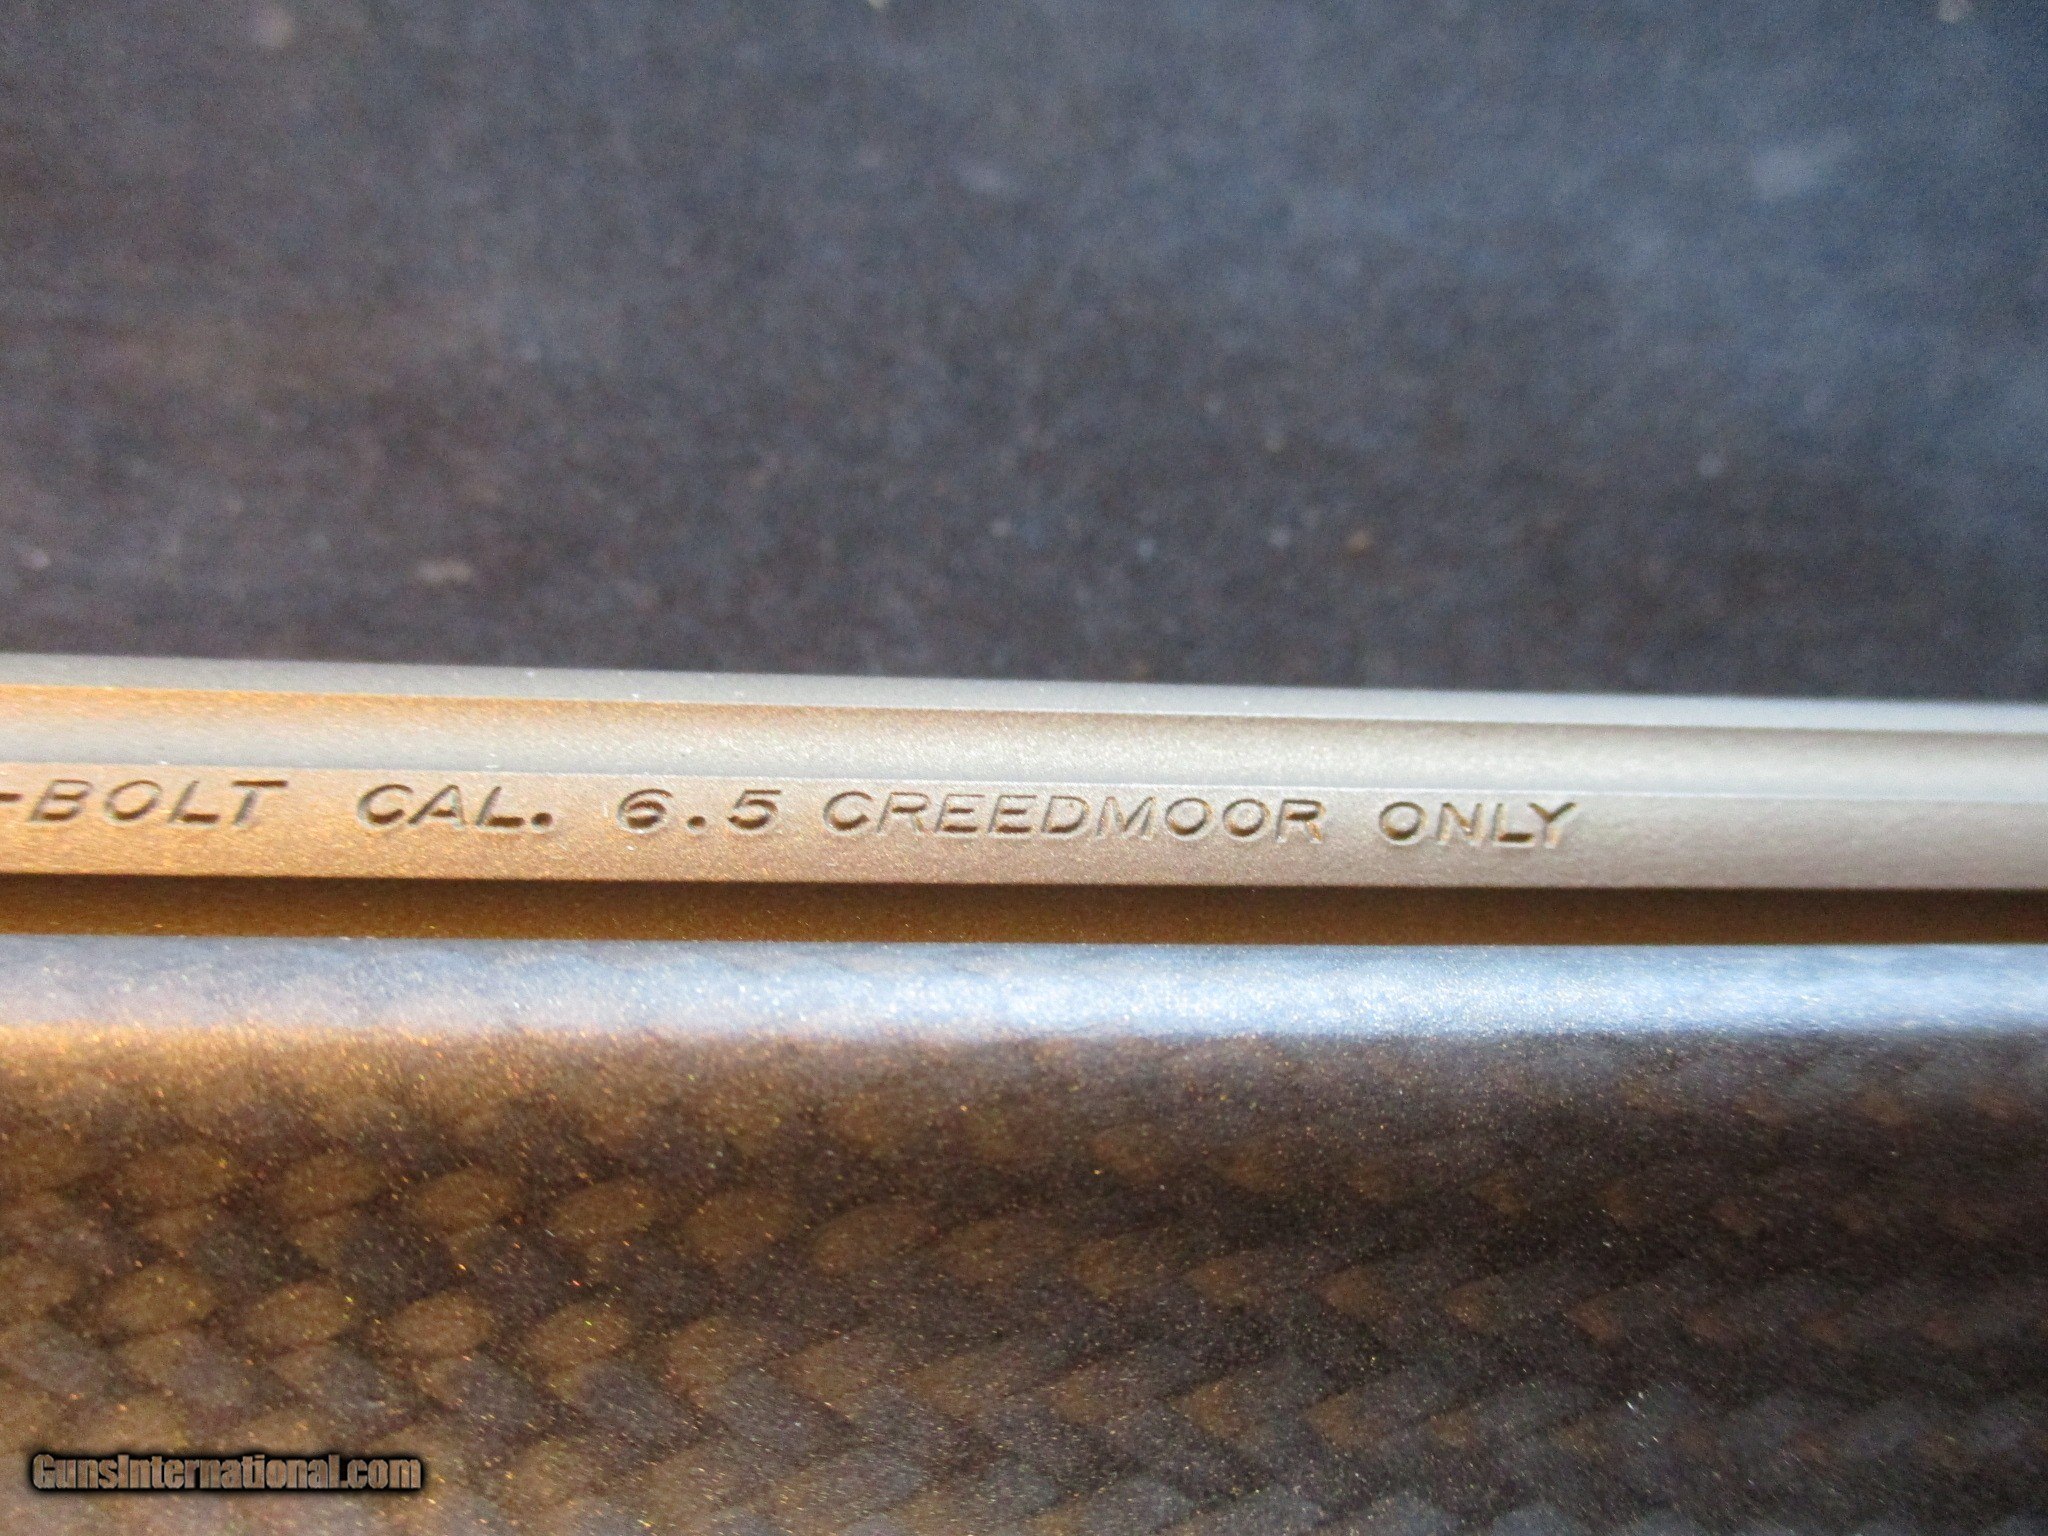 -BOLT CAL. 6.5 CREEDMOOR ONLY
GunsInternational.com